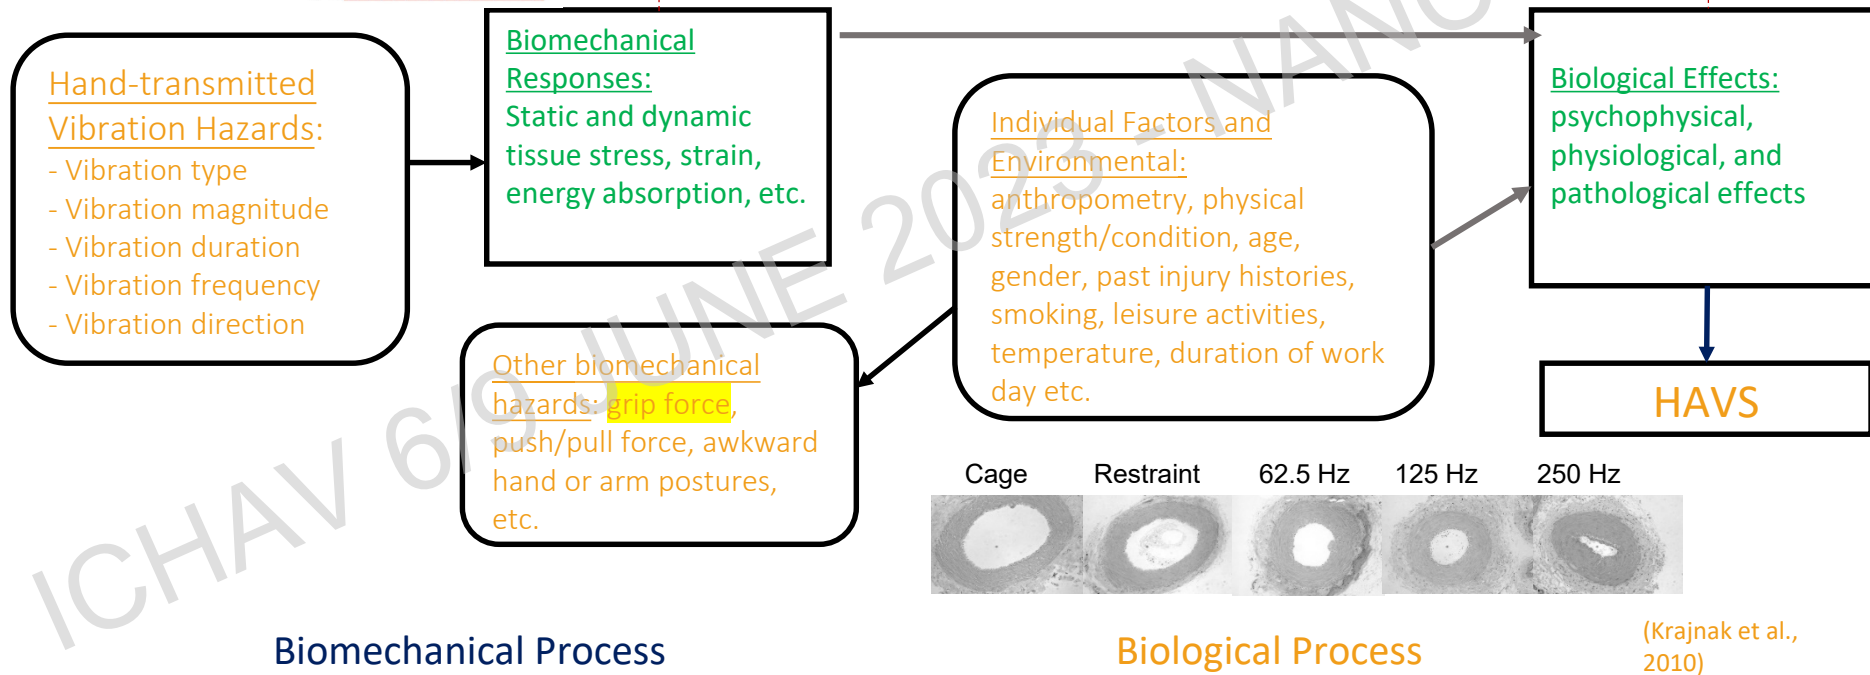 Hand-transmitted
Vibration Hazards:
- Vibration type
- Vibration magnitude
- Vibration duration
- Vibration frequency
- Vibration direction
Biomechanical
Responses:
Static and dynamic
tissue stress, strain,
energy absorption, etc.
Other biomechanical
hazards: grip force,
push/pull force, awkward
hand or arm postures,
etc.
Individual Factors and
Environmental:
anthropometry, physical
strength/condition, age,
gender, past injury histories,
smoking, leisure activities,
temperature, duration of work
day etc.
Biological Effects:
psychophysical,
physiological, and
pathological effects
HAVS
Cage Restraint 62.5 Hz 125 Hz 250 Hz
Biomechanical Process
Biological Process
(Krajnak et al.,
2010)
ICHAV 6/9 JUNE 2023 - NANC